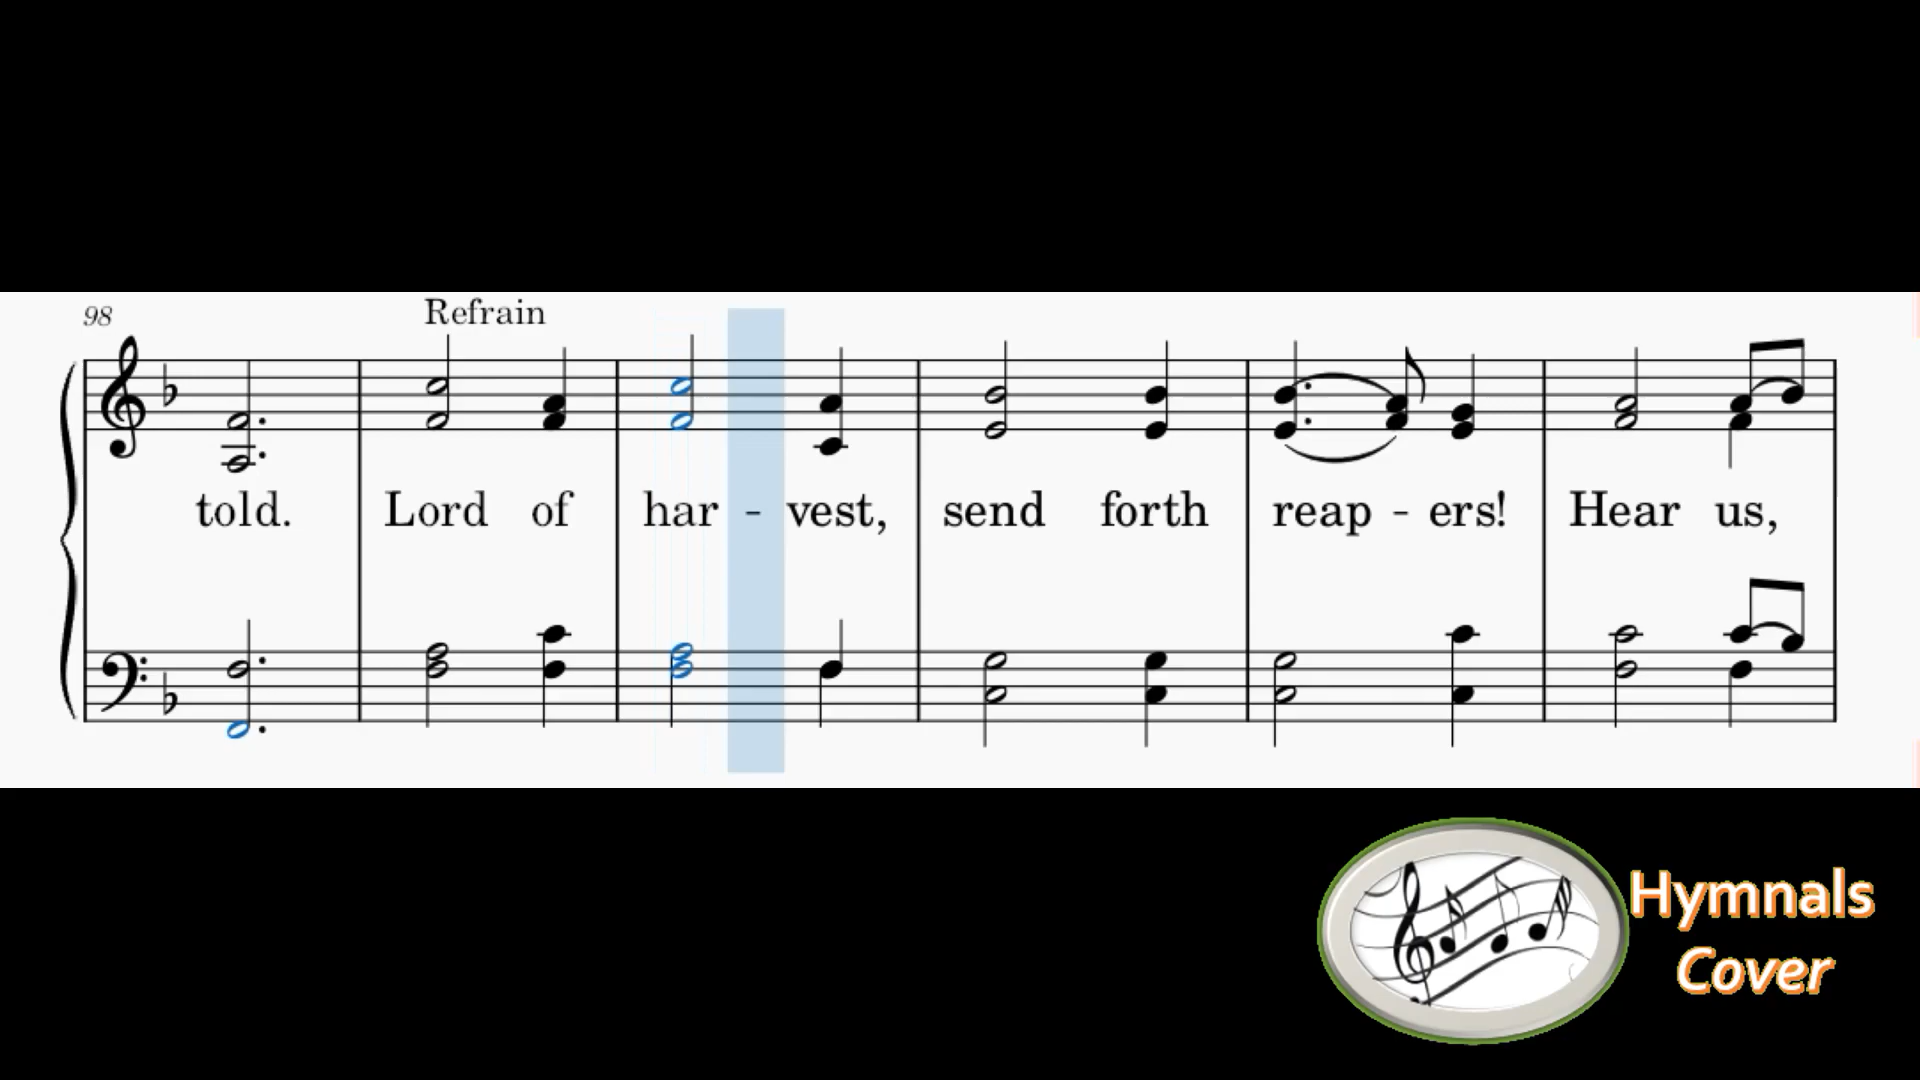 98
Refrain
told. Lord of har - vest, send forth reap - ers! Hear us,
Hymnals
Cover